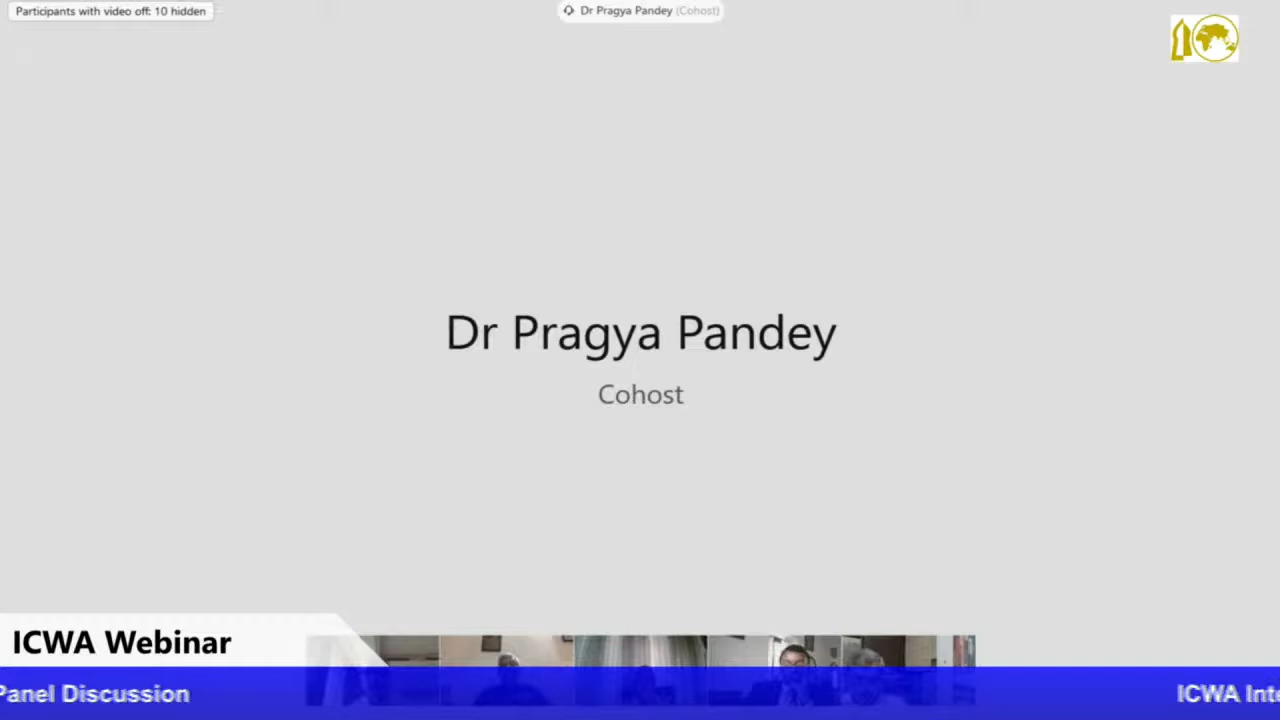 Participants with video off: 10 hidden
Dr Pragya Pandey (Cohost)
Dr Pragya Pandey
Cohost
ICWA Webinar
Panel Discussion
ICWA Inte